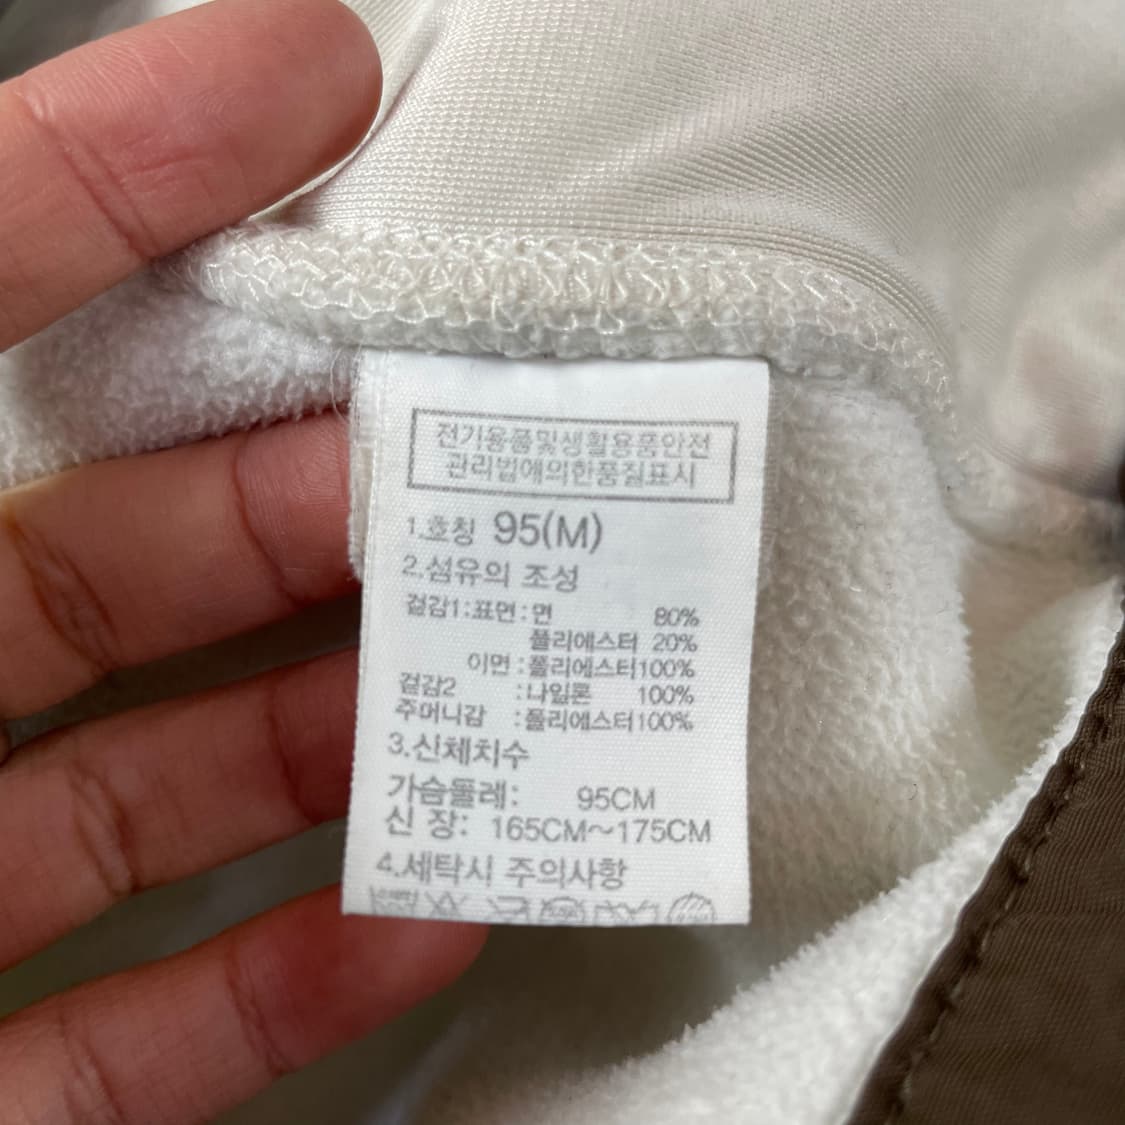 전기용품및생활용품안전
관리법에의한품질표시
1.호칭 95(M)
2.섬유의 조성
겉감1:표면:면 80%
폴리에스터 20%
이면:폴리에스터100%
겉감2 :나일론 100%
주머니감 :폴리에스터100%
3.신체치수
가슴둘레: 95CM
신 장: 165CM~175CM
4.세탁시 주의사항